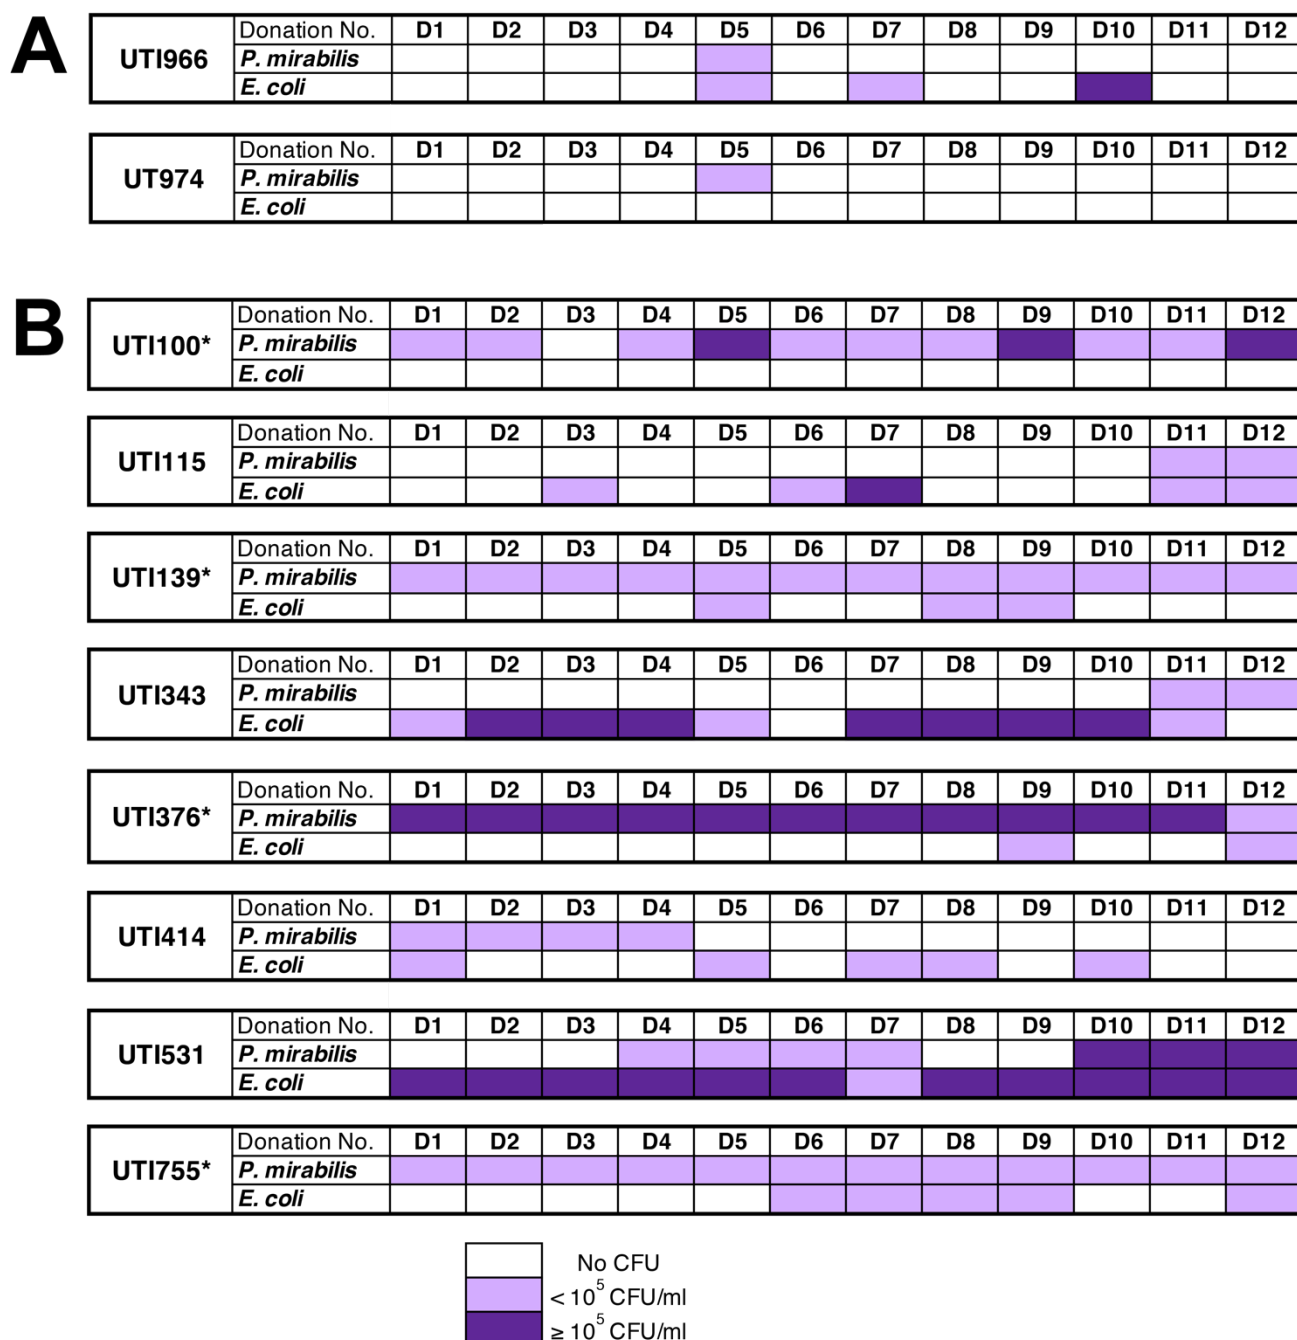 A
UTI966
Donation No. D1 D2 D3 D4 D5 D6 D7 D8 D9 D10 D11 D12
P. mirabilis
E. coli
UT974
Donation No. D1 D2 D3 D4 D5 D6 D7 D8 D9 D10 D11 D12
P. mirabilis
E. coli
B
UTI100*
Donation No. D1 D2 D3 D4 D5 D6 D7 D8 D9 D10 D11 D12
P. mirabilis
E. coli
UTI115
Donation No. D1 D2 D3 D4 D5 D6 D7 D8 D9 D10 D11 D12
P. mirabilis
E. coli
UTI139*
Donation No. D1 D2 D3 D4 D5 D6 D7 D8 D9 D10 D11 D12
P. mirabilis
E. coli
UTI343
Donation No. D1 D2 D3 D4 D5 D6 D7 D8 D9 D10 D11 D12
P. mirabilis
E. coli
UTI376*
Donation No. D1 D2 D3 D4 D5 D6 D7 D8 D9 D10 D11 D12
P. mirabilis
E. coli
UTI414
Donation No. D1 D2 D3 D4 D5 D6 D7 D8 D9 D10 D11 D12
P. mirabilis
E. coli
UTI531
Donation No. D1 D2 D3 D4 D5 D6 D7 D8 D9 D10 D11 D12
P. mirabilis
E. coli
UTI755*
Donation No. D1 D2 D3 D4 D5 D6 D7 D8 D9 D10 D11 D12
P. mirabilis
E. coli
No CFU
< 10⁵ CFU/ml
≥ 10⁵ CFU/ml